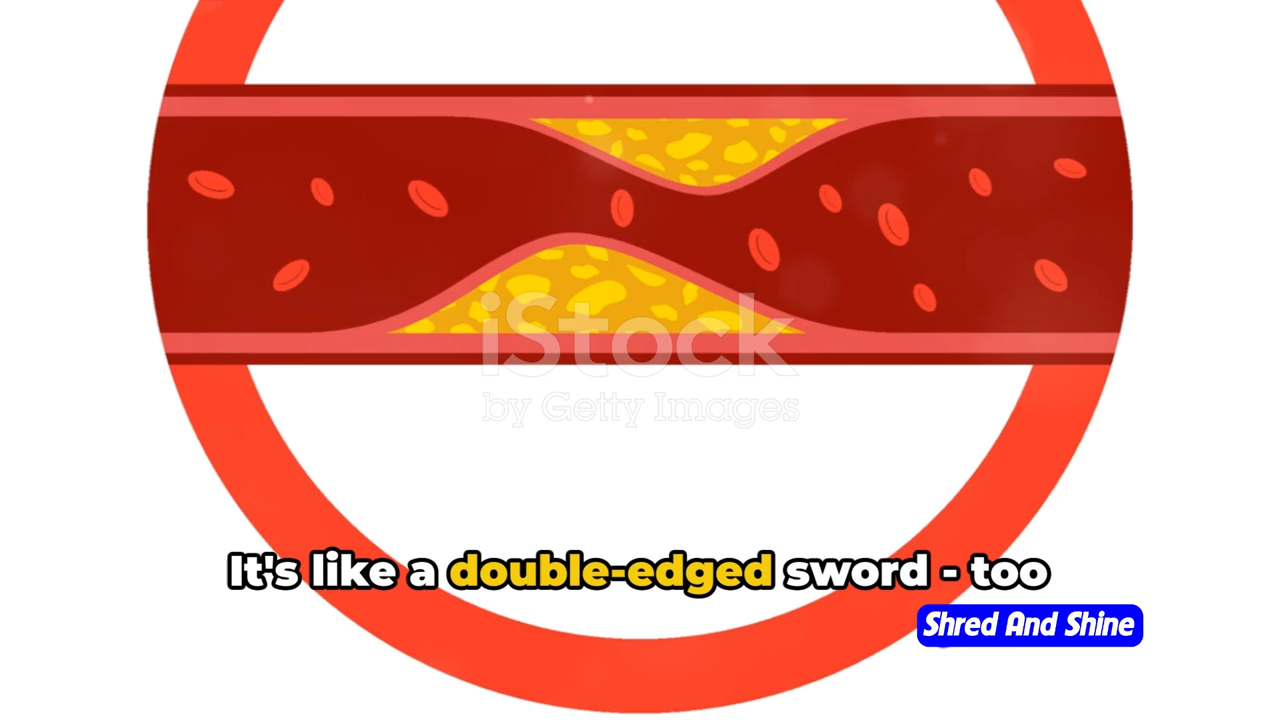 iStock
by Getty Images
It's like a double-edged sword - too
Shred And Shine